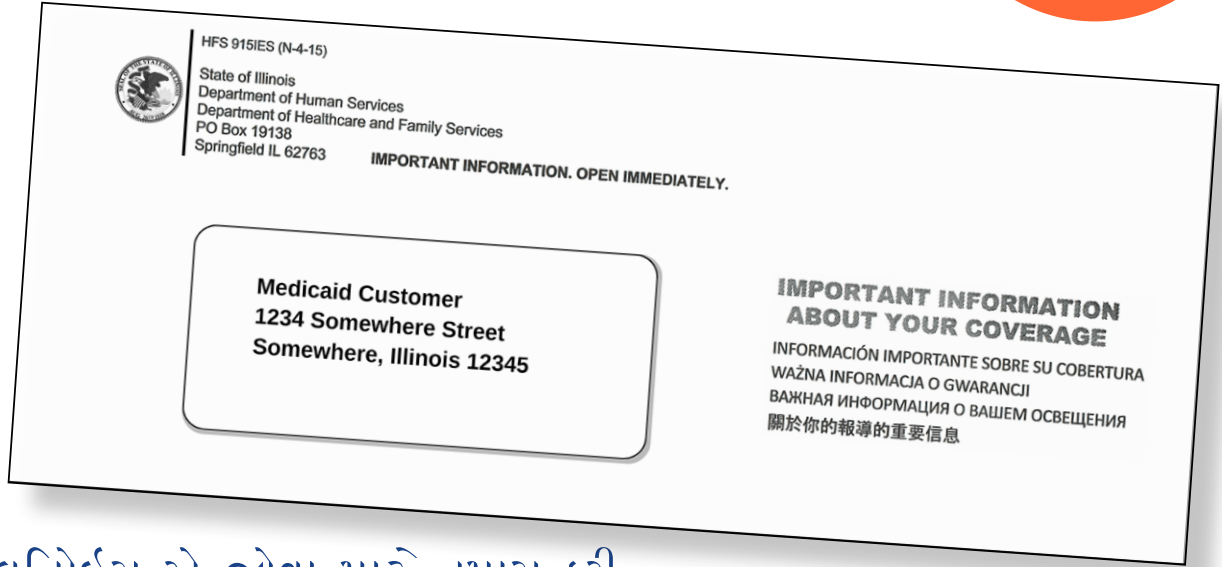 HFS 915IES (N-4-15)
State of Illinois
Department of Human Services
Department of Healthcare and Family Services
PO Box 19138
Springfield IL 62763
IMPORTANT INFORMATION. OPEN IMMEDIATELY.
Medicaid Customer
1234 Somewhere Street
Somewhere, Illinois 12345
IMPORTANT INFORMATION
ABOUT YOUR COVERAGE
INFORMACIÓN IMPORTANTE SOBRE SU COBERTURA
WAŻNA INFORMACJA O GWARANCJI
ВАЖНАЯ ИНФОРМАЦИЯ О ВАШЕМ ОСВЕЩЕНИЯ
關於你的報導的重要信息